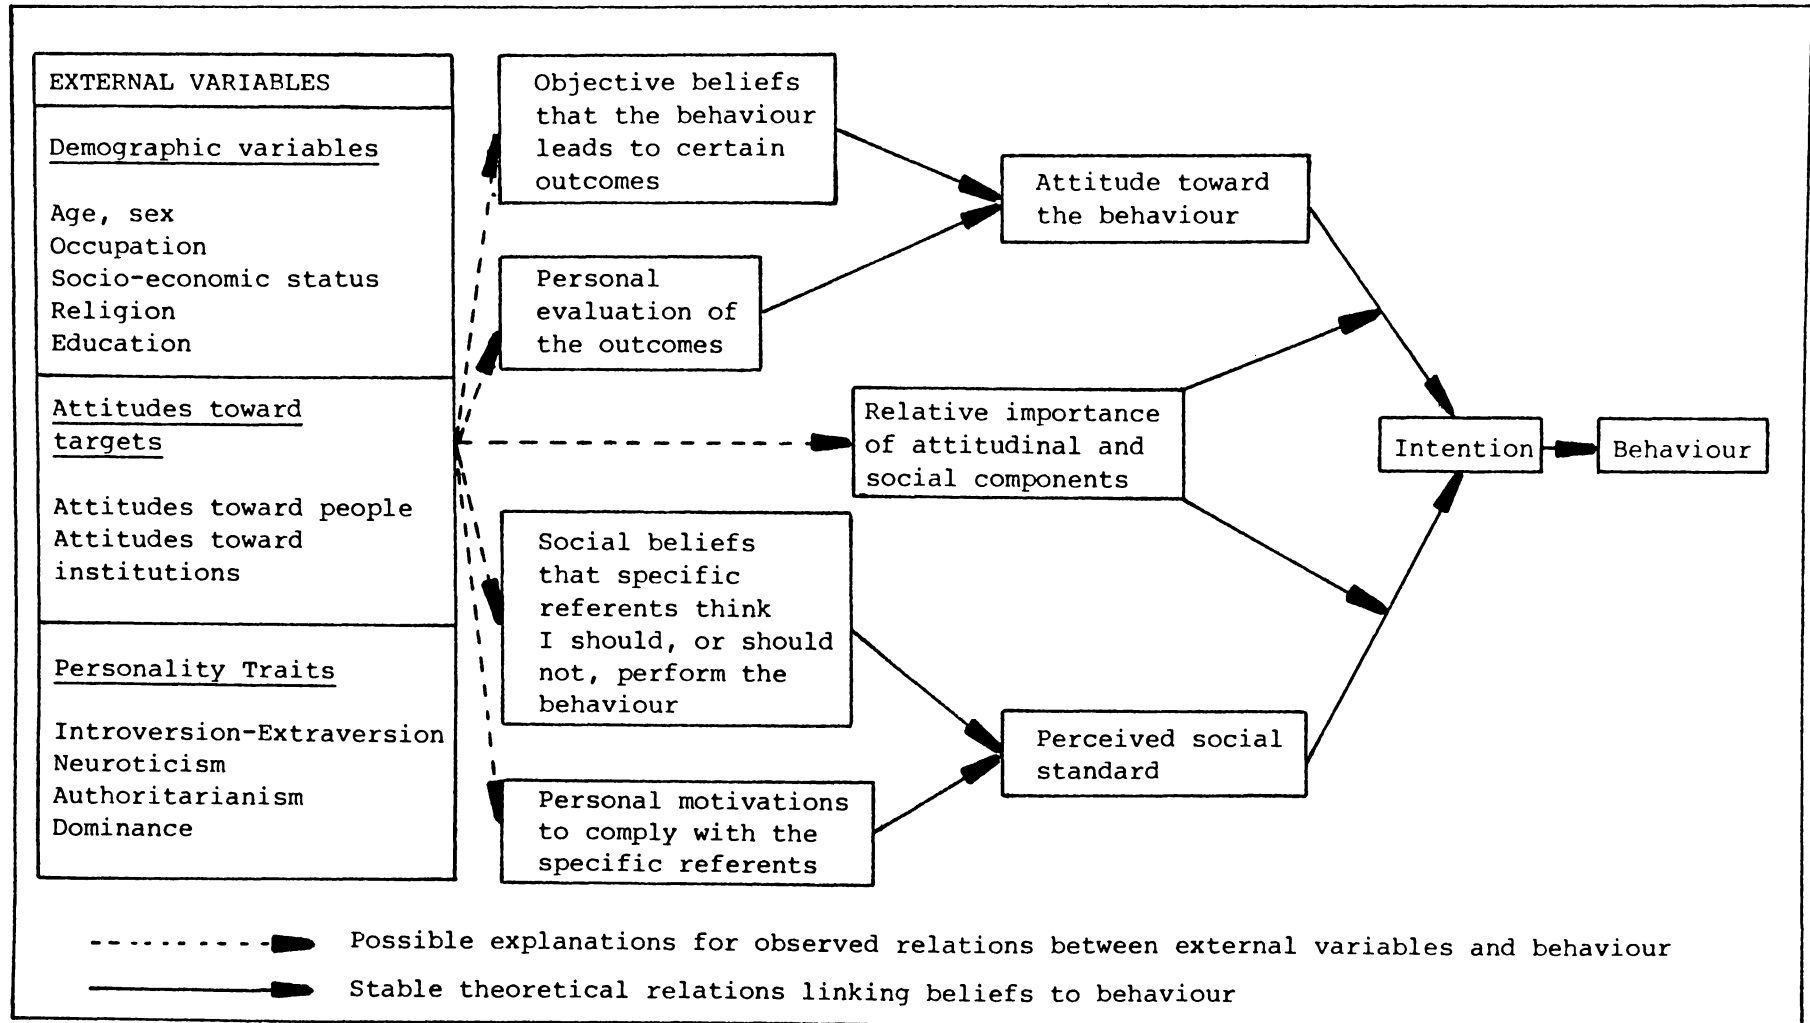 EXTERNAL VARIABLES
Demographic variables
Age, sex
Occupation
Socio-economic status
Religion
Education
Attitudes toward
targets
Attitudes toward people
Attitudes toward
institutions
Personality Traits
Introversion-Extraversion
Neuroticism
Authoritarianism
Dominance
Objective beliefs
that the behaviour
leads to certain
outcomes
Personal
evaluation of
the outcomes
Relative importance
of attitudinal and
social components
Social beliefs
that specific
referents think
I should, or should
not, perform the
behaviour
Personal motivations
to comply with the
specific referents
Attitude toward
the behaviour
Perceived social
standard
Intention
Behaviour
Possible explanations for observed relations between external variables and behaviour
Stable theoretical relations linking beliefs to behaviour